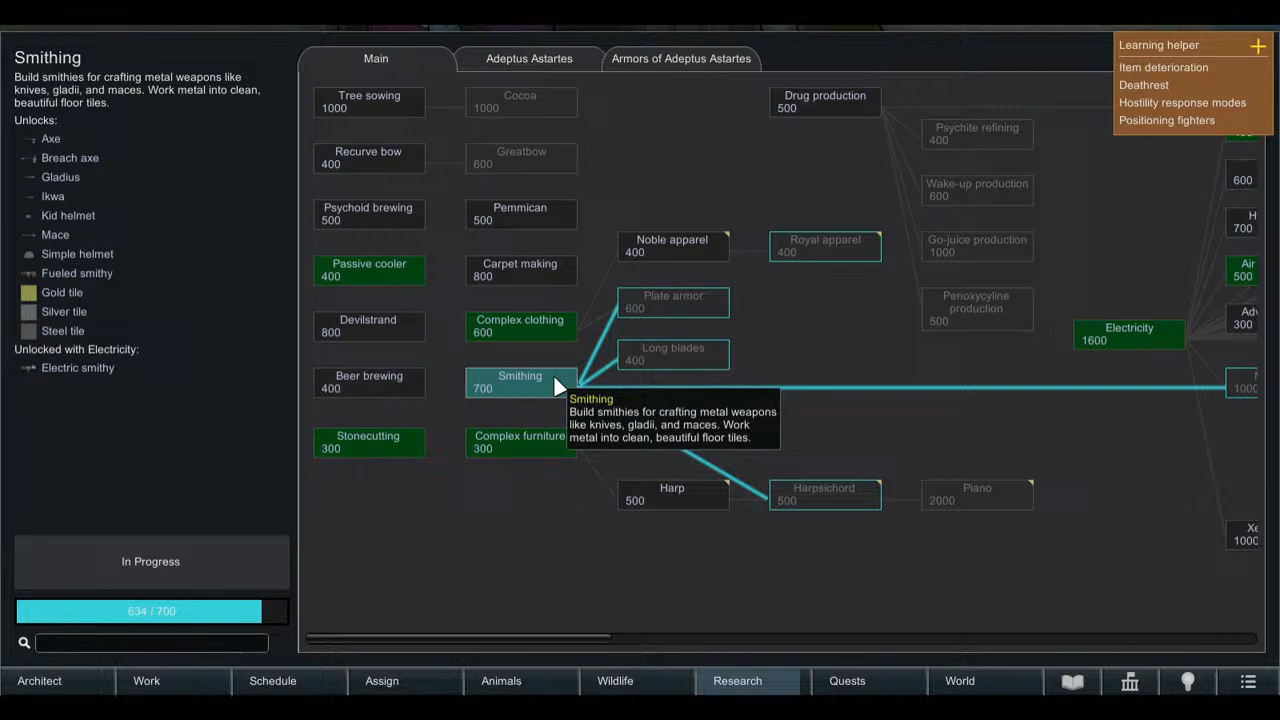 Smithing
Build smithies for crafting metal weapons like
knives, gladii, and maces. Work metal into clean,
beautiful floor tiles.
Unlocks:
Axe
Breach axe
Gladius
Ikwa
Kid helmet
Mace
Simple helmet
Fueled smithy
Gold tile
Silver tile
Steel tile
Unlocked with Electricity:
Electric smithy
In Progress
634 / 700
Main
Adeptus Astartes
Armors of Adeptus Astartes
Tree sowing
1000
Cocoa
1000
Drug production
500
Recurve bow
400
Greatbow
600
Psychite refining
400
Psychoid brewing
500
Pemmican
500
Wake-up production
600
Noble apparel
400
Royal apparel
400
Go-juice production
1000
Passive cooler
400
Carpet making
800
Plate armor
600
Penoxycyline
production
500
Devilstrand
800
Complex clothing
600
Long blades
400
Electricity
1600
Beer brewing
400
Smithing
700
Smithing
Build smithies for crafting metal weapons
like knives, gladii, and maces. Work
metal into clean, beautiful floor tiles.
Stonecutting
300
Complex furniture
300
Harp
500
Harpsichord
500
Piano
2000
600
H
700
Air
500
Adv
300
1000
Xe
1000
Learning helper
Item deterioration
Deathrest
Hostility response modes
Positioning fighters
Architect
Work
Schedule
Assign
Animals
Wildlife
Research
Quests
World